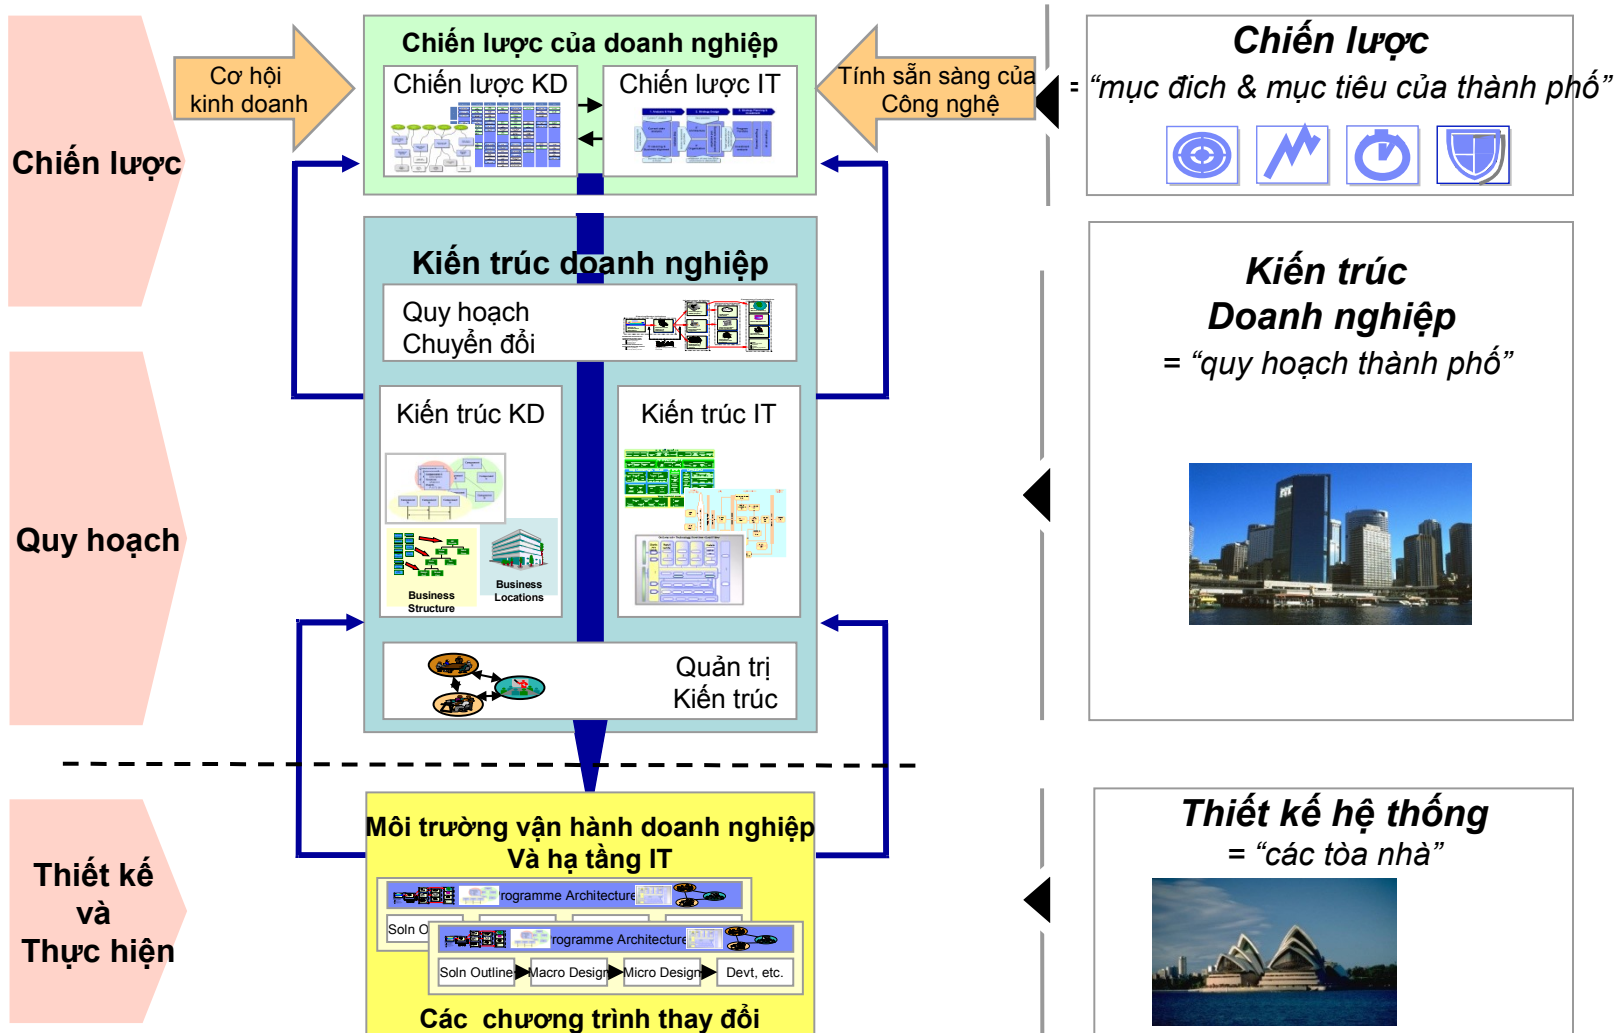 Chiến lược
Quy hoạch
Thiết kế
và
Thực hiện
Cơ hội
kinh doanh
Chiến lược của doanh nghiệp
Chiến lược KD
Chiến lược IT
Tính sẵn sàng của
Công nghệ
Kiến trúc doanh nghiệp
Quy hoạch
Chuyển đổi
Kiến trúc KD
Kiến trúc IT
Business
Structure
Business
Locations
Quản trị
Kiến trúc
Môi trường vận hành doanh nghiệp
Và hạ tầng IT
rogramme Architecture
Soln O
rogramme Architecture
Soln Outline
Macro Design
Micro Design
Devt, etc.
Các chương trình thay đổi
Chiến lược
= “mục đich & mục tiêu của thành phố”
Kiến trúc
Doanh nghiệp
= “quy hoạch thành phố”
Thiết kế hệ thống
= “các tòa nhà”